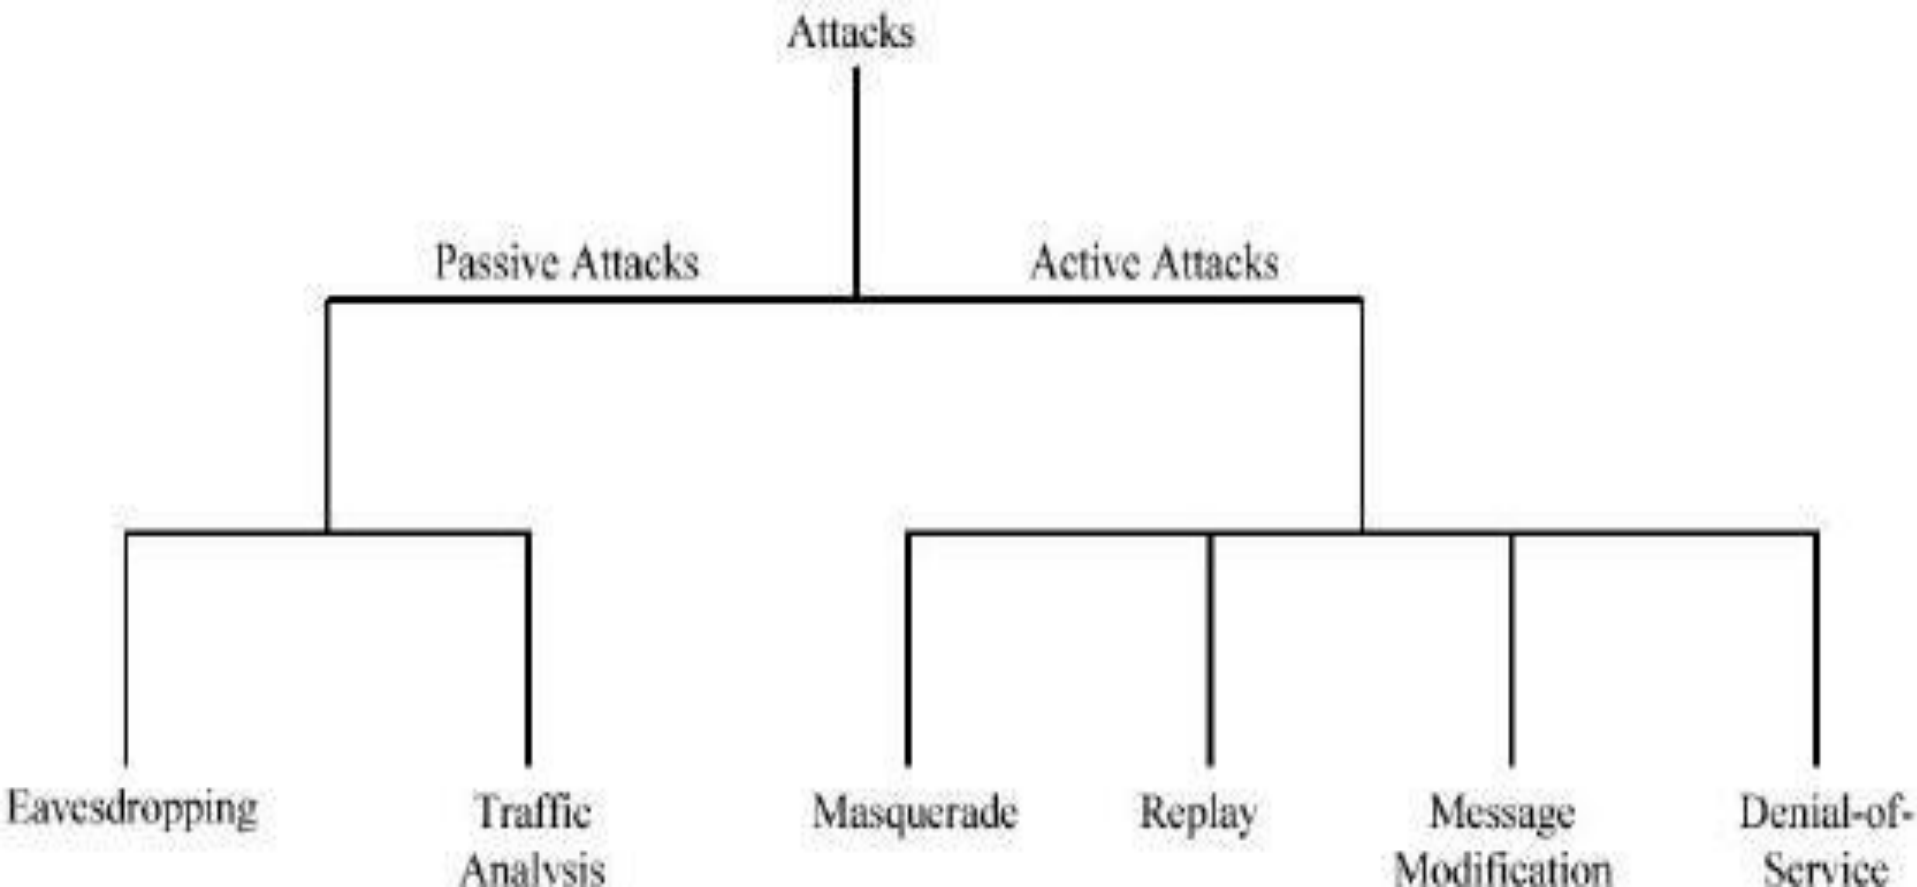 Attacks
Passive Attacks
Active Attacks
Eavesdropping
Traffic
Analysis
Masquerade
Replay
Message
Modification
Denial-of-
Service